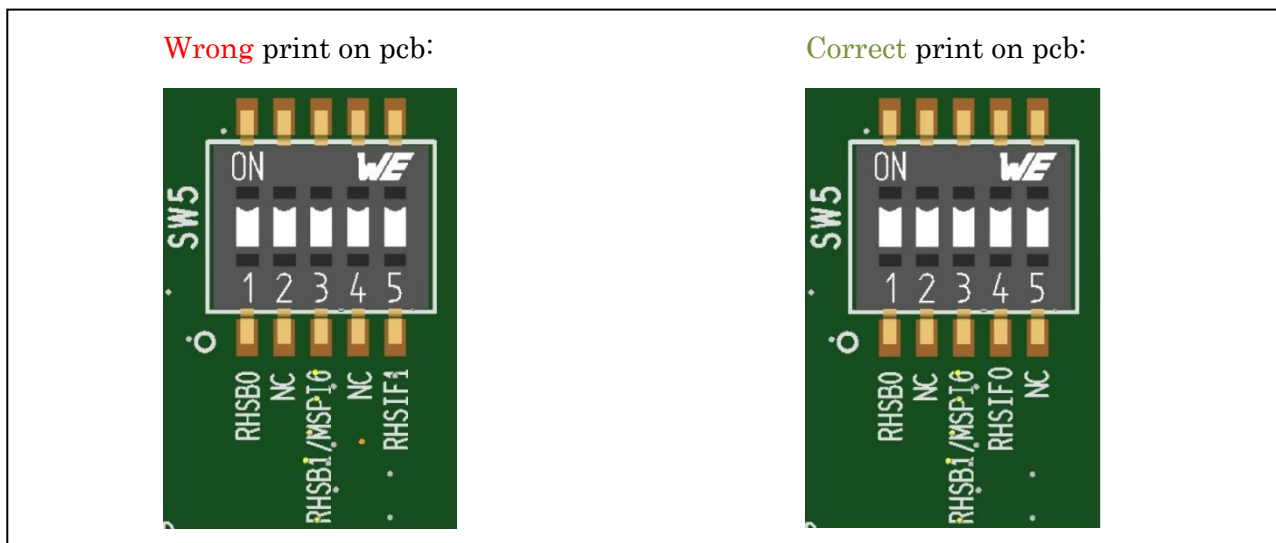 Wrong print on pcb:
ON WE
SW5
1 2 3 4 5
RHSB0
NC
RHSB1/MSPI0
NC
RHSIF1
Correct print on pcb:
ON WE
SW5
1 2 3 4 5
RHSB0
NC
RHSB1/MSPI0
RHSIF0
NC